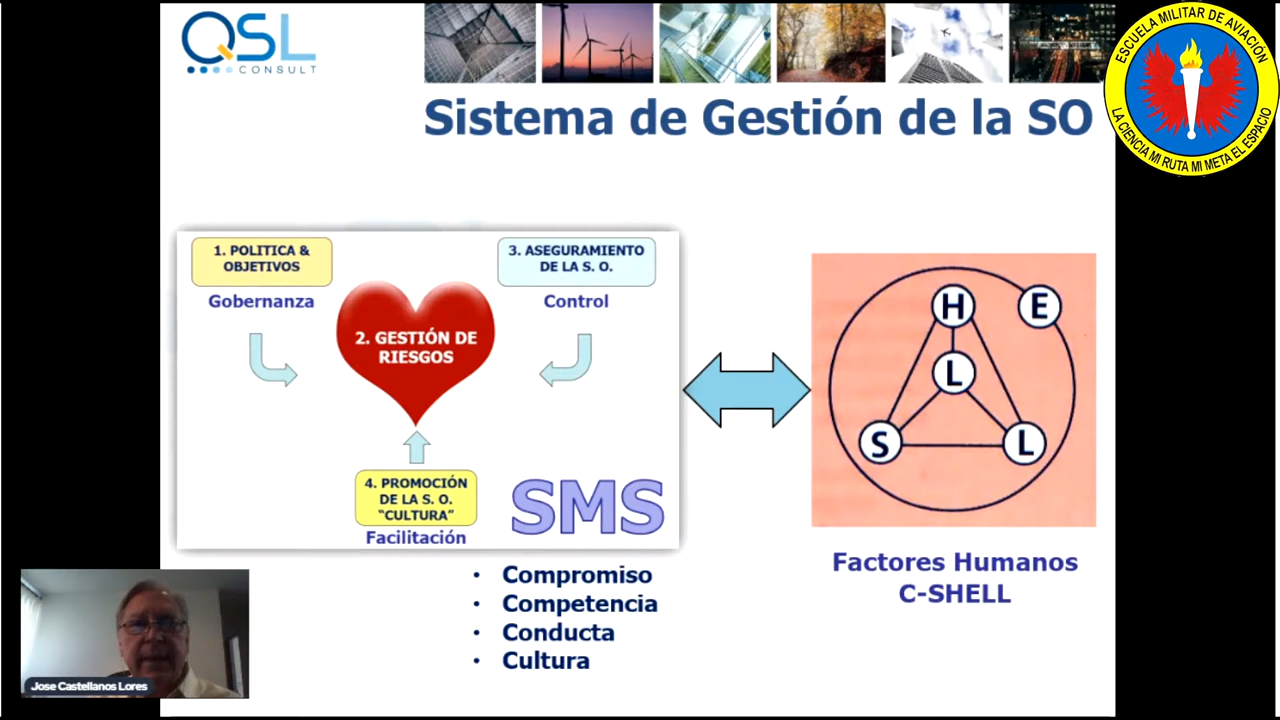 QSL
CONSULT
ESCUELA MILITAR DE AVIACIÓN
LA CIENCIA MI RUTA MI META EL ESPACIO
Sistema de Gestión de la SO
1. POLITICA &
OBJETIVOS
Gobernanza
3. ASEGURAMIENTO
DE LA S. O.
Control
2. GESTIÓN DE
RIESGOS
4. PROMOCIÓN
DE LA S. O.
“CULTURA”
Facilitación
SMS
H
E
L
S
L
Factores Humanos
C-SHELL
• Compromiso
• Competencia
• Conducta
• Cultura
Jose Castellanos Lores